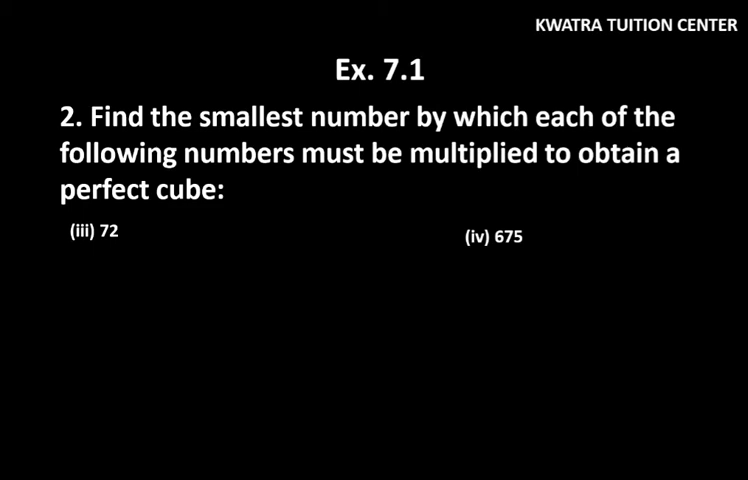 KWATRA TUITION CENTER
Ex. 7.1
2. Find the smallest number by which each of the
following numbers must be multiplied to obtain a
perfect cube:
(iii) 72
(iv) 675